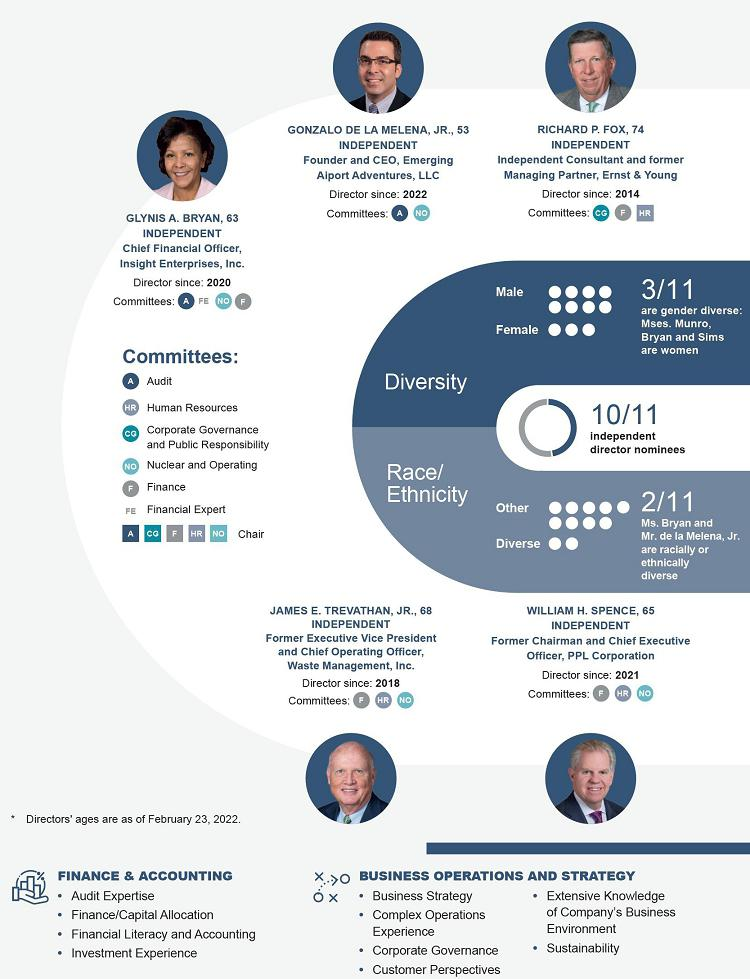 GONZALO DE LA MELENA, JR., 53
INDEPENDENT
Founder and CEO, Emerging
Aiport Adventures, LLC
Director since: 2022
Committees: A NO
RICHARD P. FOX, 74
INDEPENDENT
Independent Consultant and former
Managing Partner, Ernst & Young
Director since: 2014
Committees: CG F HR
GLYNIS A. BRYAN, 63
INDEPENDENT
Chief Financial Officer,
Insight Enterprises, Inc.
Director since: 2020
Committees: A FE NO F
Committees:
A Audit
HR Human Resources
CG Corporate Governance
and Public Responsibility
NO Nuclear and Operating
F Finance
FE Financial Expert
A CG F HR NO Chair
Diversity
Male
Female
3/11
are gender diverse:
Mses. Munro,
Bryan and Sims
are women
10/11
independent
director nominees
Race/
Ethnicity
Other
Diverse
2/11
Ms. Bryan and
Mr. de la Melena, Jr.
are racially or
ethnically
diverse
JAMES E. TREVATHAN, JR., 68
INDEPENDENT
Former Executive Vice President
and Chief Operating Officer,
Waste Management, Inc.
Director since: 2018
Committees: F HR NO
WILLIAM H. SPENCE, 65
INDEPENDENT
Former Chairman and Chief Executive
Officer, PPL Corporation
Director since: 2021
Committees: F HR NO
* Directors' ages are as of February 23, 2022.
FINANCE & ACCOUNTING
• Audit Expertise
• Finance/Capital Allocation
• Financial Literacy and Accounting
• Investment Experience
BUSINESS OPERATIONS AND STRATEGY
• Business Strategy
• Complex Operations
Experience
• Corporate Governance
• Customer Perspectives
• Extensive Knowledge
of Company's Business
Environment
• Sustainability